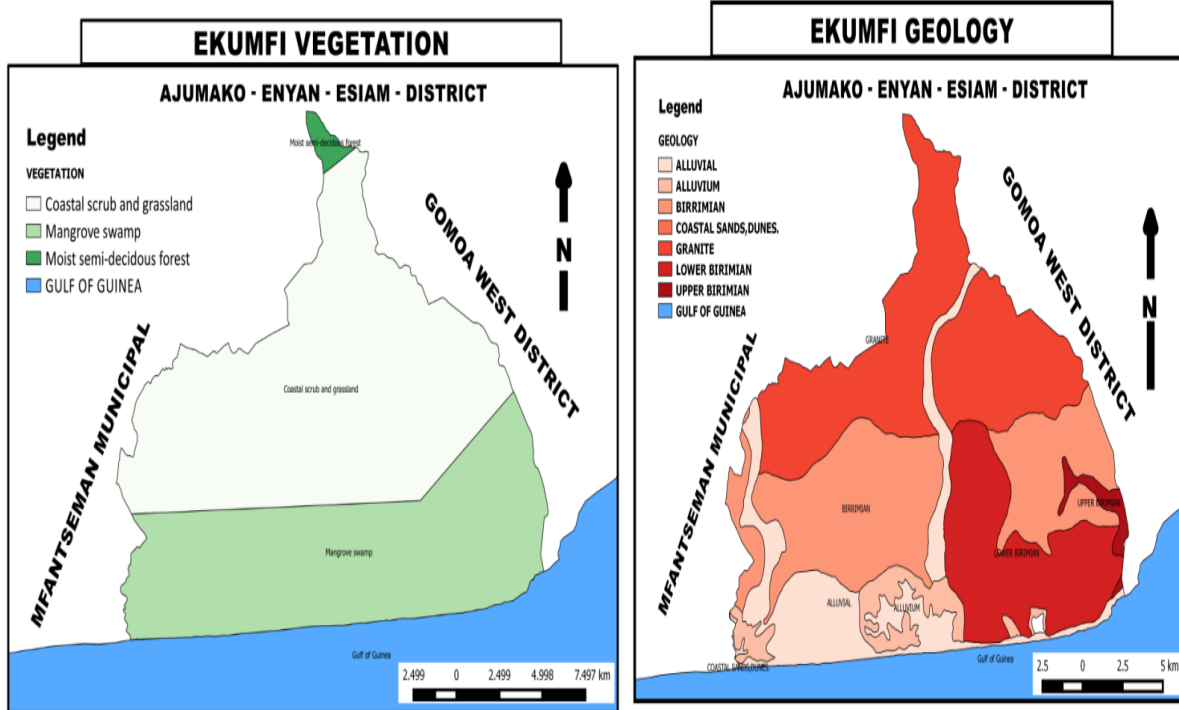 EKUMFI VEGETATION
AJUMAKO - ENYAN - ESIAM - DISTRICT
Legend
VEGETATION
Coastal scrub and grassland
Mangrove swamp
Moist semi-decidous forest
GULF OF GUINEA
Moist semi-decidous forest
N
GOMOA WEST DISTRICT
MFANTSEMAN MUNICIPAL
Coastal scrub and grassland
Mangrove swamp
Gulf of Guinea
2.499 0 2.499 4.998 7.497 km
EKUMFI GEOLOGY
AJUMAKO - ENYAN - ESIAM - DISTRICT
Legend
GEOLOGY
ALLUVIAL
ALLUVIUM
BIRRIMIAN
COASTAL SANDS,DUNES.
GRANITE
LOWER BIRIMIAN
UPPER BIRIMIAN
GULF OF GUINEA
N
GOMOA WEST DISTRICT
MFANTSEMAN MUNICIPAL
GRANITE
BIRRIMIAN
UPPER BIRIMIAN
LOWER BIRIMIAN
ALLUVIAL
ALLUVIUM
COASTAL SANDS,DUNES.
Gulf of Guinea
2.5 0 2.5 5 km